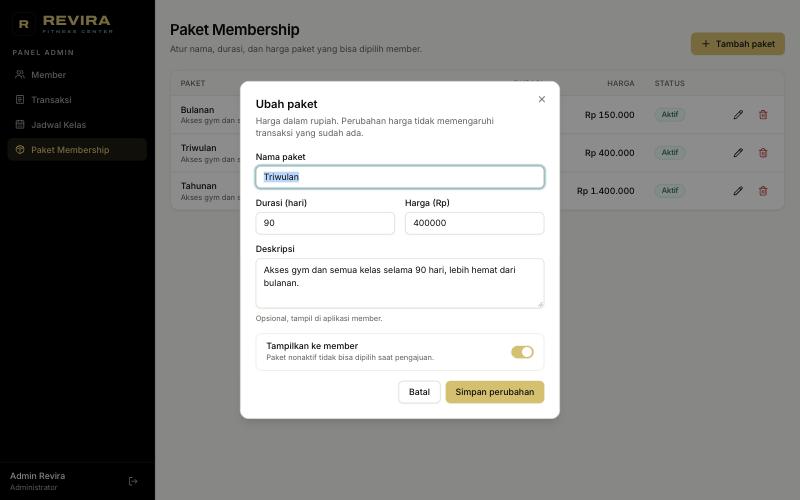 R REVIRA
FITNESS CENTER
PANEL ADMIN
Member
Transaksi
Jadwal Kelas
Paket Membership
Admin Revira
Administrator
Paket Membership
Atur nama, durasi, dan harga paket yang bisa dipilih member.
Tambah paket
PAKET HARGA STATUS
Bulanan
Akses gym dan s
Rp 150.000 Aktif
Triwulan
Akses gym dan s
Rp 400.000 Aktif
Tahunan
Akses gym dan s
Rp 1.400.000 Aktif
Ubah paket
Harga dalam rupiah. Perubahan harga tidak memengaruhi
transaksi yang sudah ada.
Nama paket
Triwulan
Durasi (hari) Harga (Rp)
90 400000
Deskripsi
Akses gym dan semua kelas selama 90 hari, lebih hemat dari
bulanan.
Opsional, tampil di aplikasi member.
Tampilkan ke member
Paket nonaktif tidak bisa dipilih saat pengajuan.
Batal Simpan perubahan